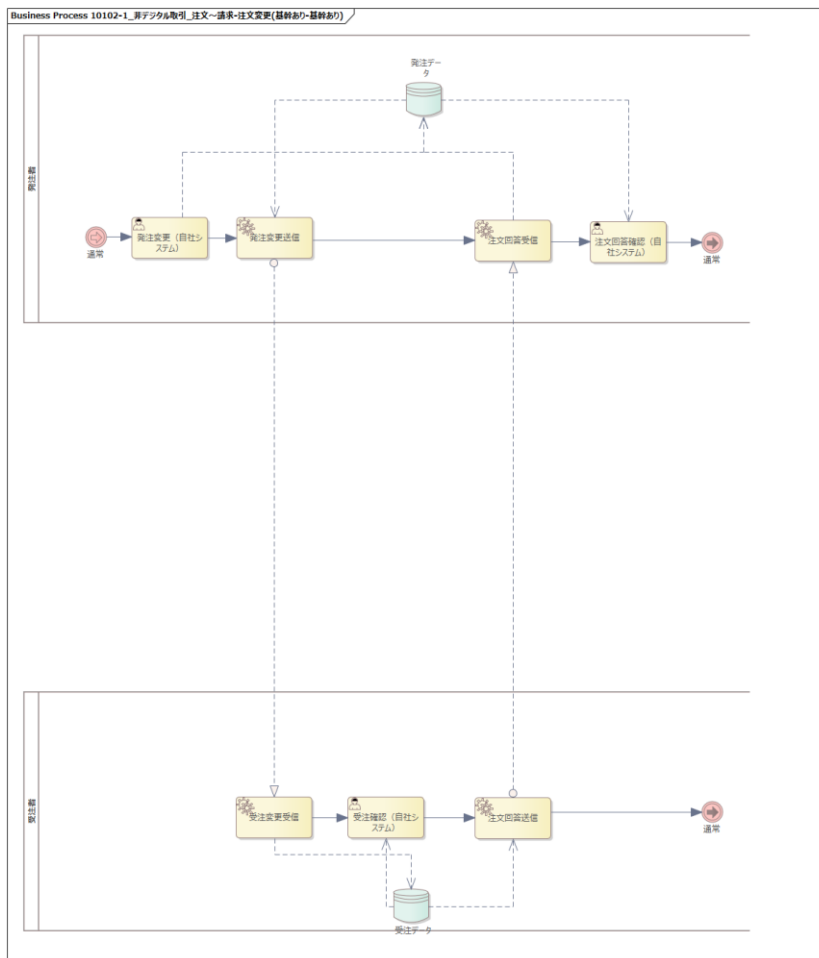 Business Process 10102-1_非デジタル取引_注文～請求-注文変更(基幹あり-基幹あり)
発注者
発注デー
タ
通常
発注変更（自社シ
ステム）
発注変更送信
注文回答受信
注文回答確認（自
社システム）
通常
受注者
受注変更受信
受注確認（自社シ
ステム）
注文回答送信
通常
受注データ